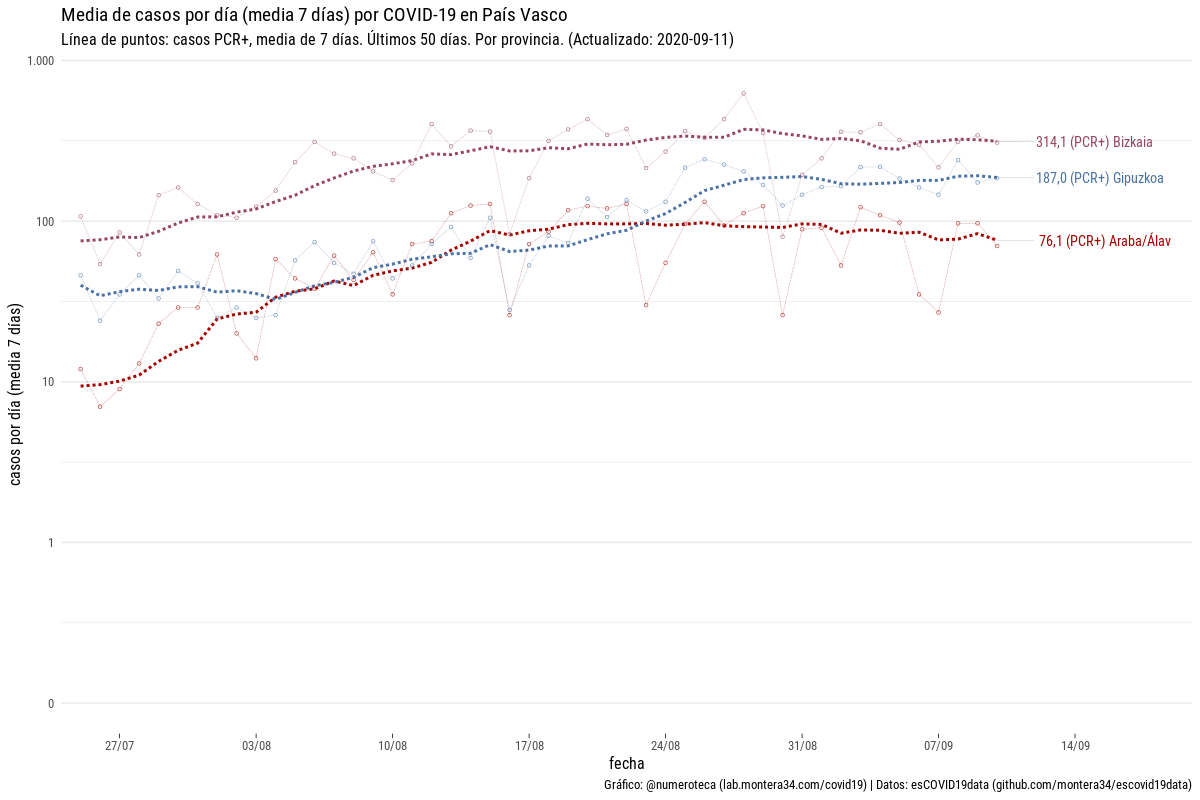 Media de casos por día (media 7 días) por COVID-19 en País Vasco
Línea de puntos: casos PCR+, media de 7 días. Últimos 50 días. Por provincia. (Actualizado: 2020-09-11)
casos por día (media 7 días)
1.000
100
10
1
0
314,1 (PCR+) Bizkaia
187,0 (PCR+) Gipuzkoa
76,1 (PCR+) Araba/Álav
27/07 03/08 10/08 17/08 24/08 31/08 07/09 14/09
fecha
Gráfico: @numeroteca (lab.montera34.com/covid19) | Datos: esCOVID19data (github.com/montera34/escovid19data)